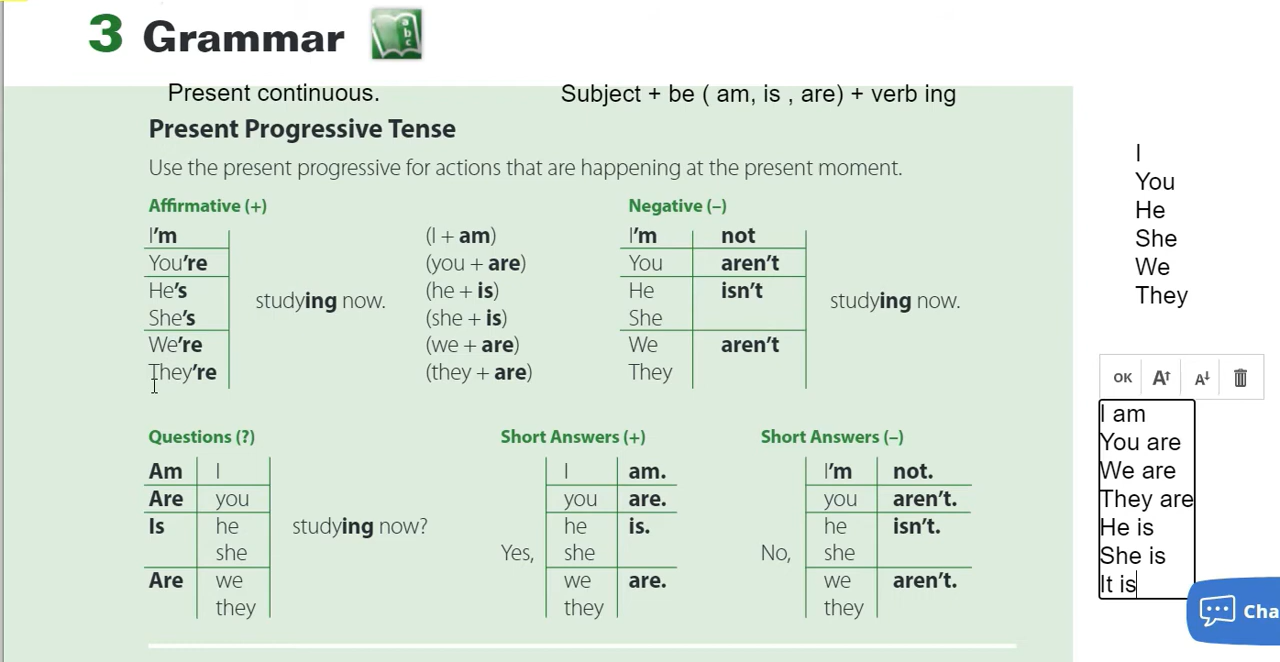 3 Grammar
a b c
Present continuous.
Subject + be ( am, is , are) + verb ing
Present Progressive Tense
Use the present progressive for actions that are happening at the present moment.
Affirmative (+)
I'm
You're
He's
She's
We're
They're
studying now.
(I + am)
(you + are)
(he + is)
(she + is)
(we + are)
(they + are)
Negative (–)
I'm not
You aren't
He isn't
She
We aren't
They
studying now.
Questions (?)
Am I
Are you
Is he
she
Are we
they
studying now?
Short Answers (+)
Yes,
I am.
you are.
he is.
she
we are.
they
Short Answers (–)
No,
I'm not.
you aren't.
he isn't.
she
we aren't.
they
I
You
He
She
We
They
OK A↑ A↓
I am
You are
We are
They are
He is
She is
It is
Cha